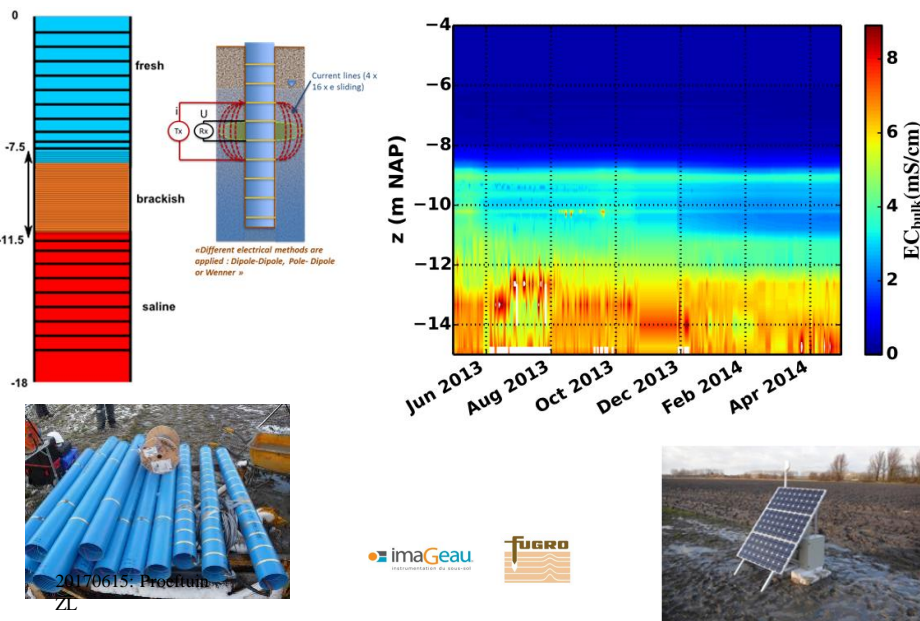 0
fresh
-7.5
brackish
-11.5
saline
-18
Current lines (4 x
16 x e sliding)
i
U
Tx
Rx
«Different electrical methods are
applied : Dipole-Dipole, Pole- Dipole
or Wenner »
−4
−6
−8
−10
−12
−14
z (m NAP)
Jun 2013
Aug 2013
Oct 2013
Dec 2013
Feb 2014
Apr 2014
8
6
4
2
0
ECbulk(mS/cm)
20170615: Proeftuin
ZL
imaGeau
instrumentation du sous-sol
FUGRO